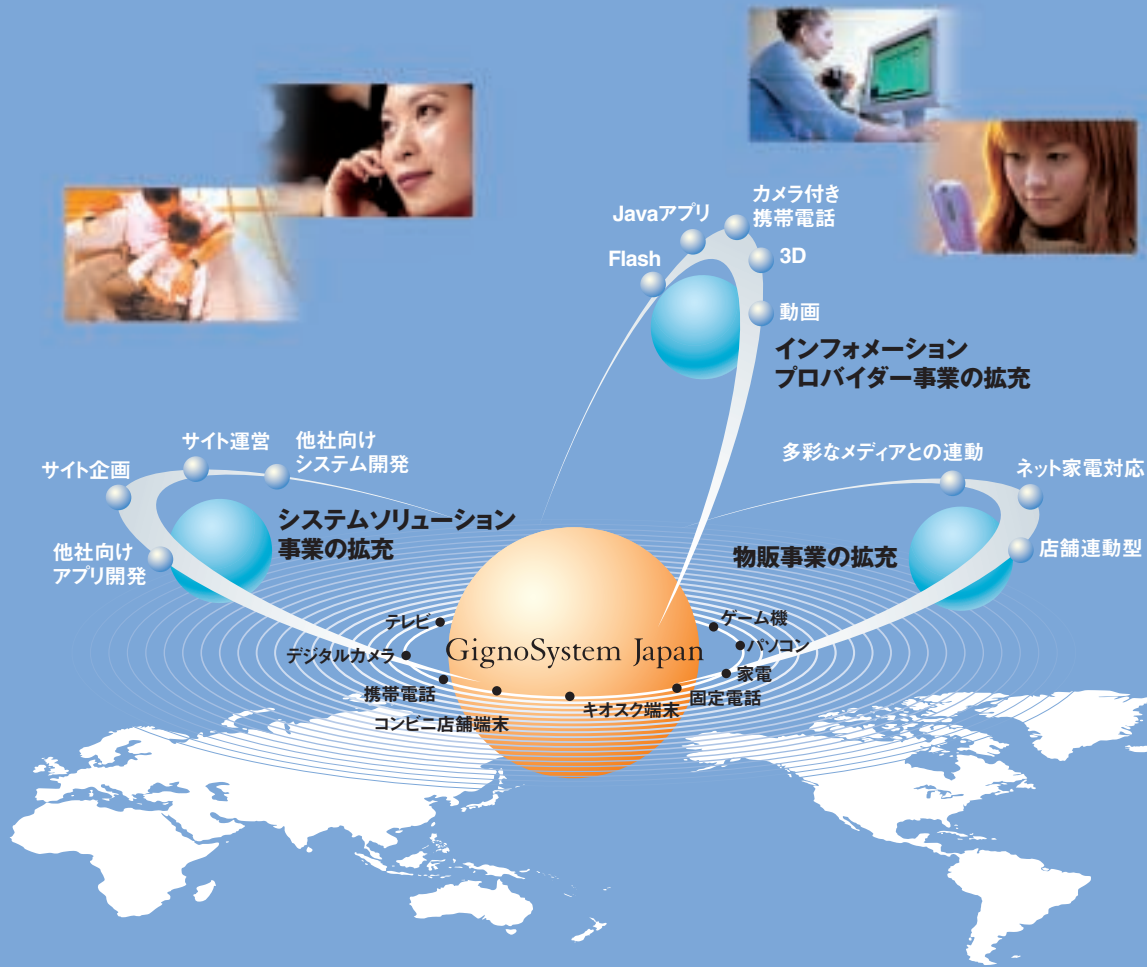 カメラ付き
携帯電話
Javaアプリ
Flash
3D
動画
インフォメーション
プロバイダー事業の拡充
サイト運営
他社向け
システム開発
サイト企画
システムソリューション
事業の拡充
他社向け
アプリ開発
多彩なメディアとの連動
ネット家電対応
物販事業の拡充
店舗連動型
テレビ
デジタルカメラ
携帯電話
コンビニ店舗端末
GignoSystem Japan
キオスク端末
固定電話
家電
パソコン
ゲーム機